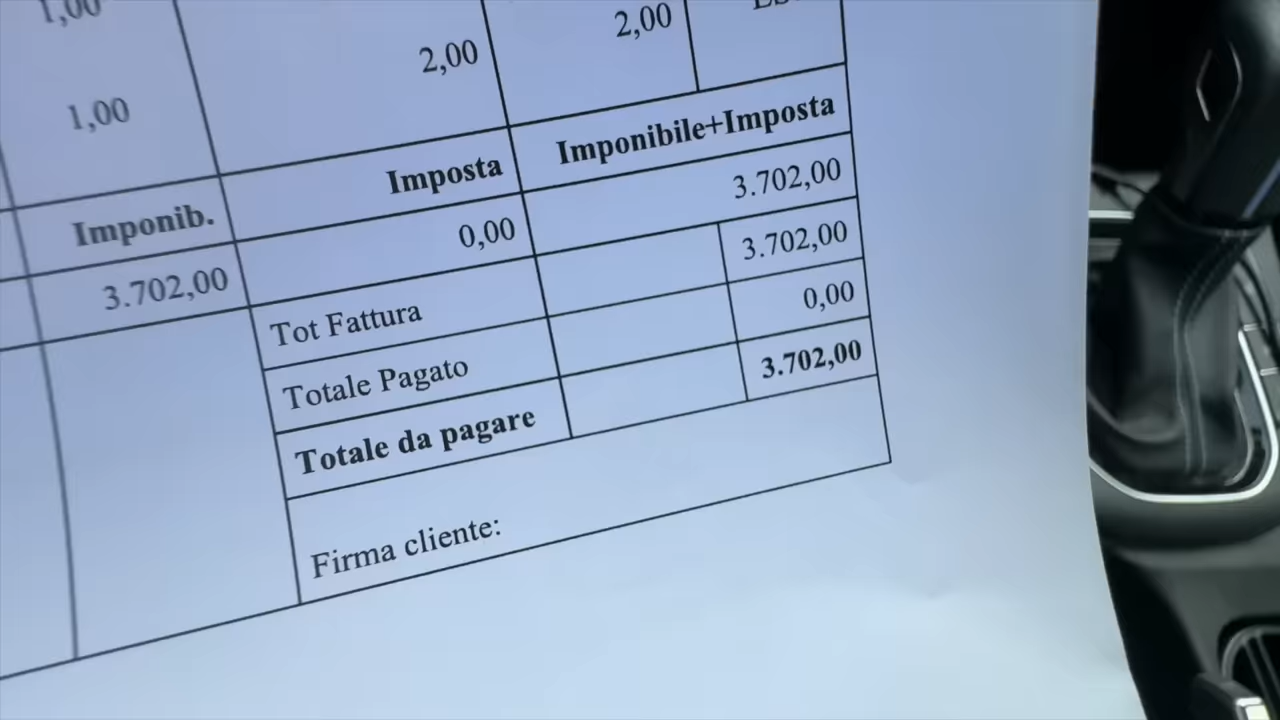 1,00 2,00 2,00
1,00
Imponib. Imposta Imponibile+Imposta
3.702,00 0,00 3.702,00
Tot Fattura 3.702,00
Totale Pagato 0,00
Totale da pagare 3.702,00
Firma cliente: